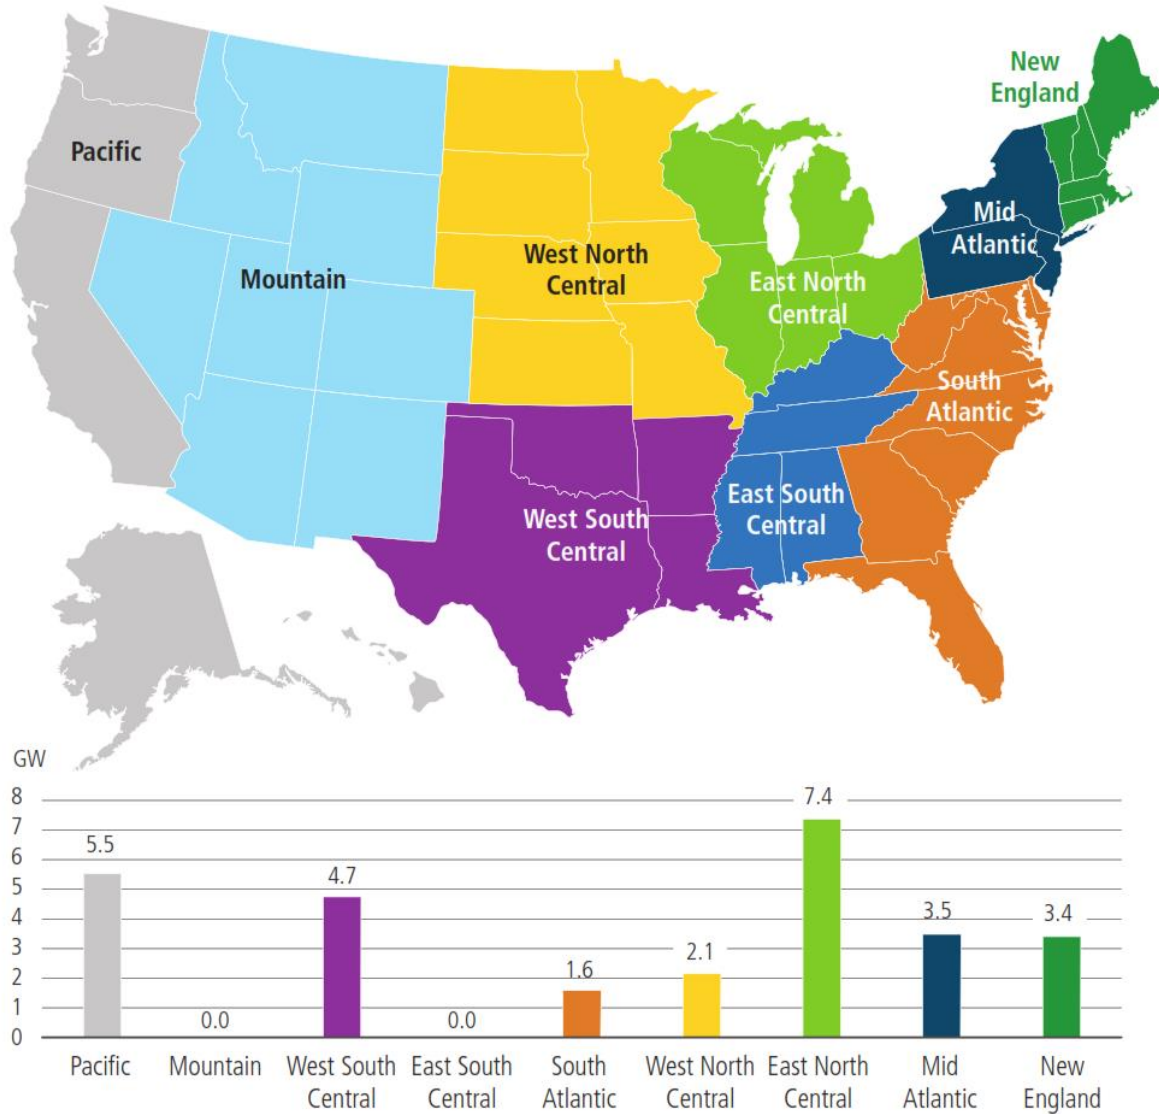 New
England
Pacific
Mid
Atlantic
West North
Central
Mountain
East North
Central
South
Atlantic
East South
Central
West South
Central
GW
8
7.4
7
5.5
6
4.7
5
4
3.5
3.4
3
2.1
2
1.6
1
0.0
0.0
0
Pacific
Mountain
West South
Central
East South
Central
South
Atlantic
West North
Central
East North
Central
Mid
Atlantic
New
England